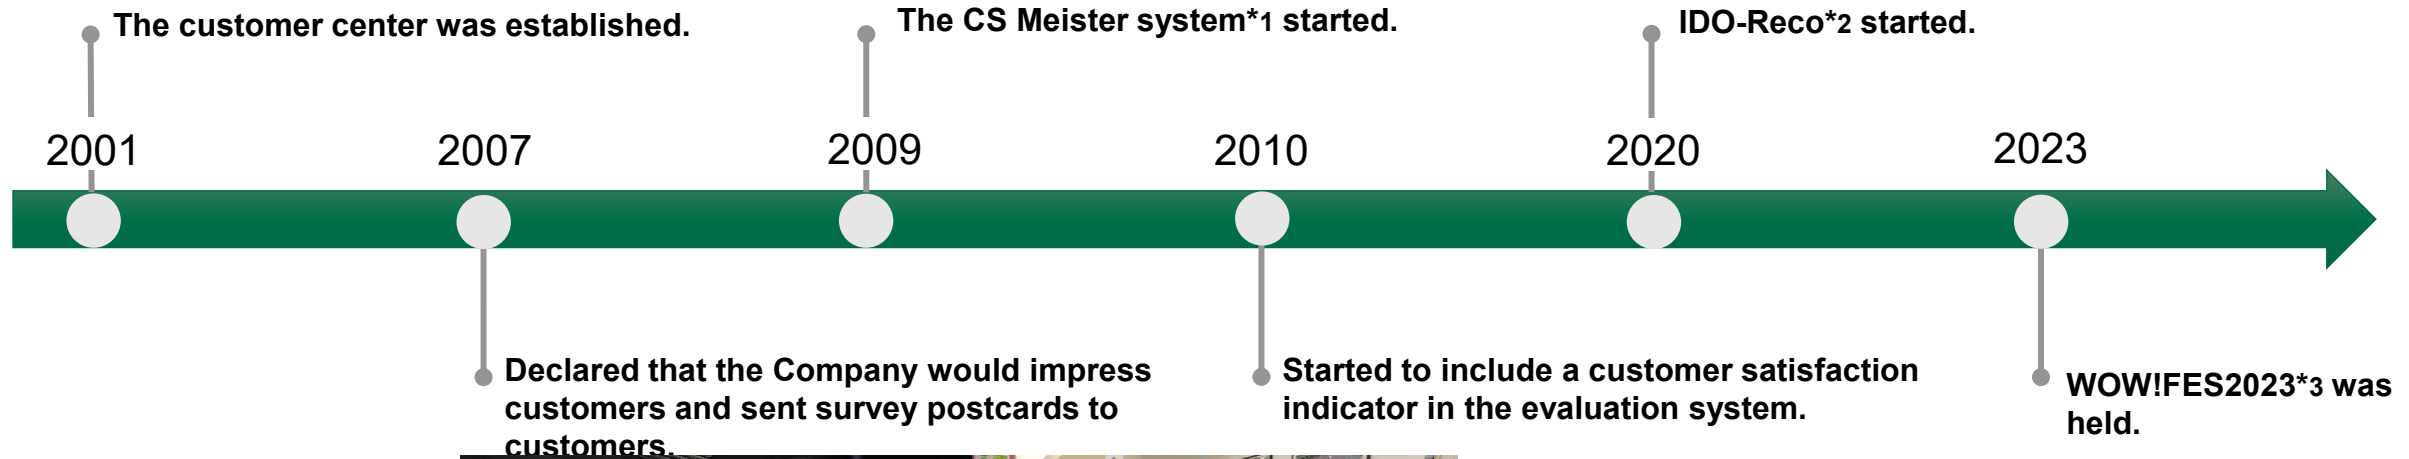 The customer center was established.
The CS Meister system*1 started.
IDO-Reco*2 started.
2001
2007
2009
2010
2020
2023
Declared that the Company would impress
customers and sent survey postcards to
customers.
Started to include a customer satisfaction
indicator in the evaluation system.
WOW!FES2023*3 was
held.